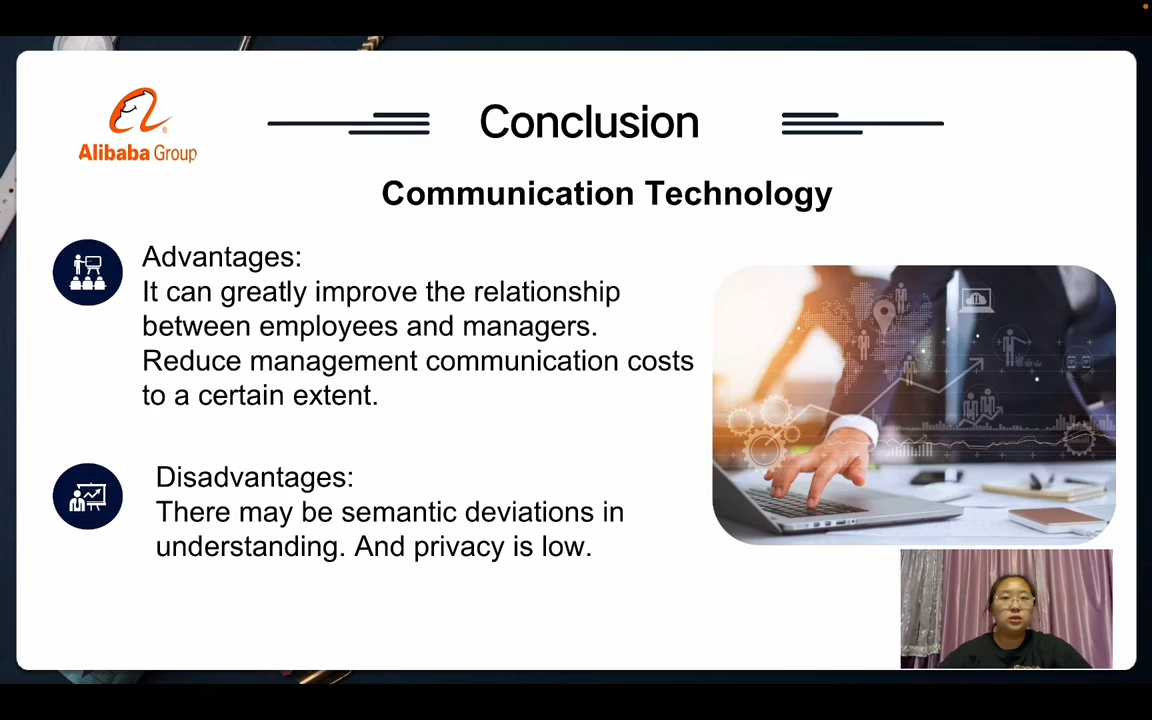 Alibaba Group
Conclusion
Communication Technology
Advantages:
It can greatly improve the relationship
between employees and managers.
Reduce management communication costs
to a certain extent.
Disadvantages:
There may be semantic deviations in
understanding. And privacy is low.